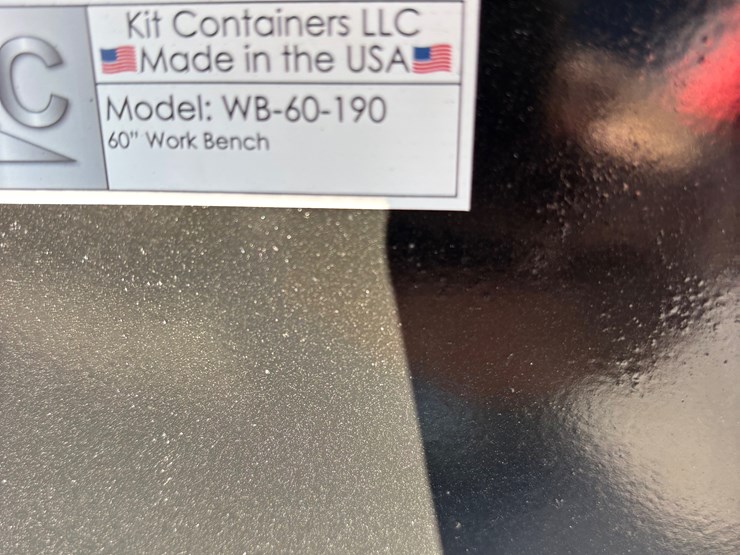 Kit Containers LLC
Made in the USA
C
Model: WB-60-190
60" Work Bench